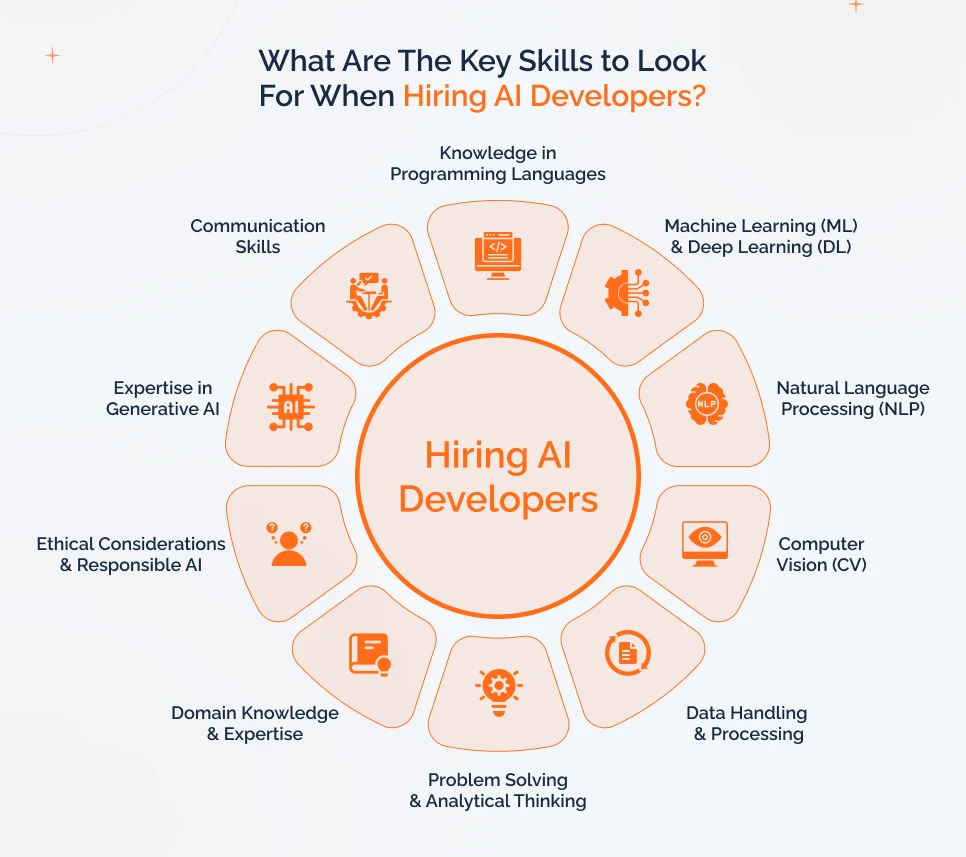 What Are The Key Skills to Look
For When Hiring AI Developers?
Knowledge in
Programming Languages
Machine Learning (ML)
& Deep Learning (DL)
Natural Language
Processing (NLP)
Computer
Vision (CV)
Data Handling
& Processing
Problem Solving
& Analytical Thinking
Domain Knowledge
& Expertise
Ethical Considerations
& Responsible AI
Expertise in
Generative AI
Communication
Skills
Hiring AI
Developers
</>
NLP
AI
? ?